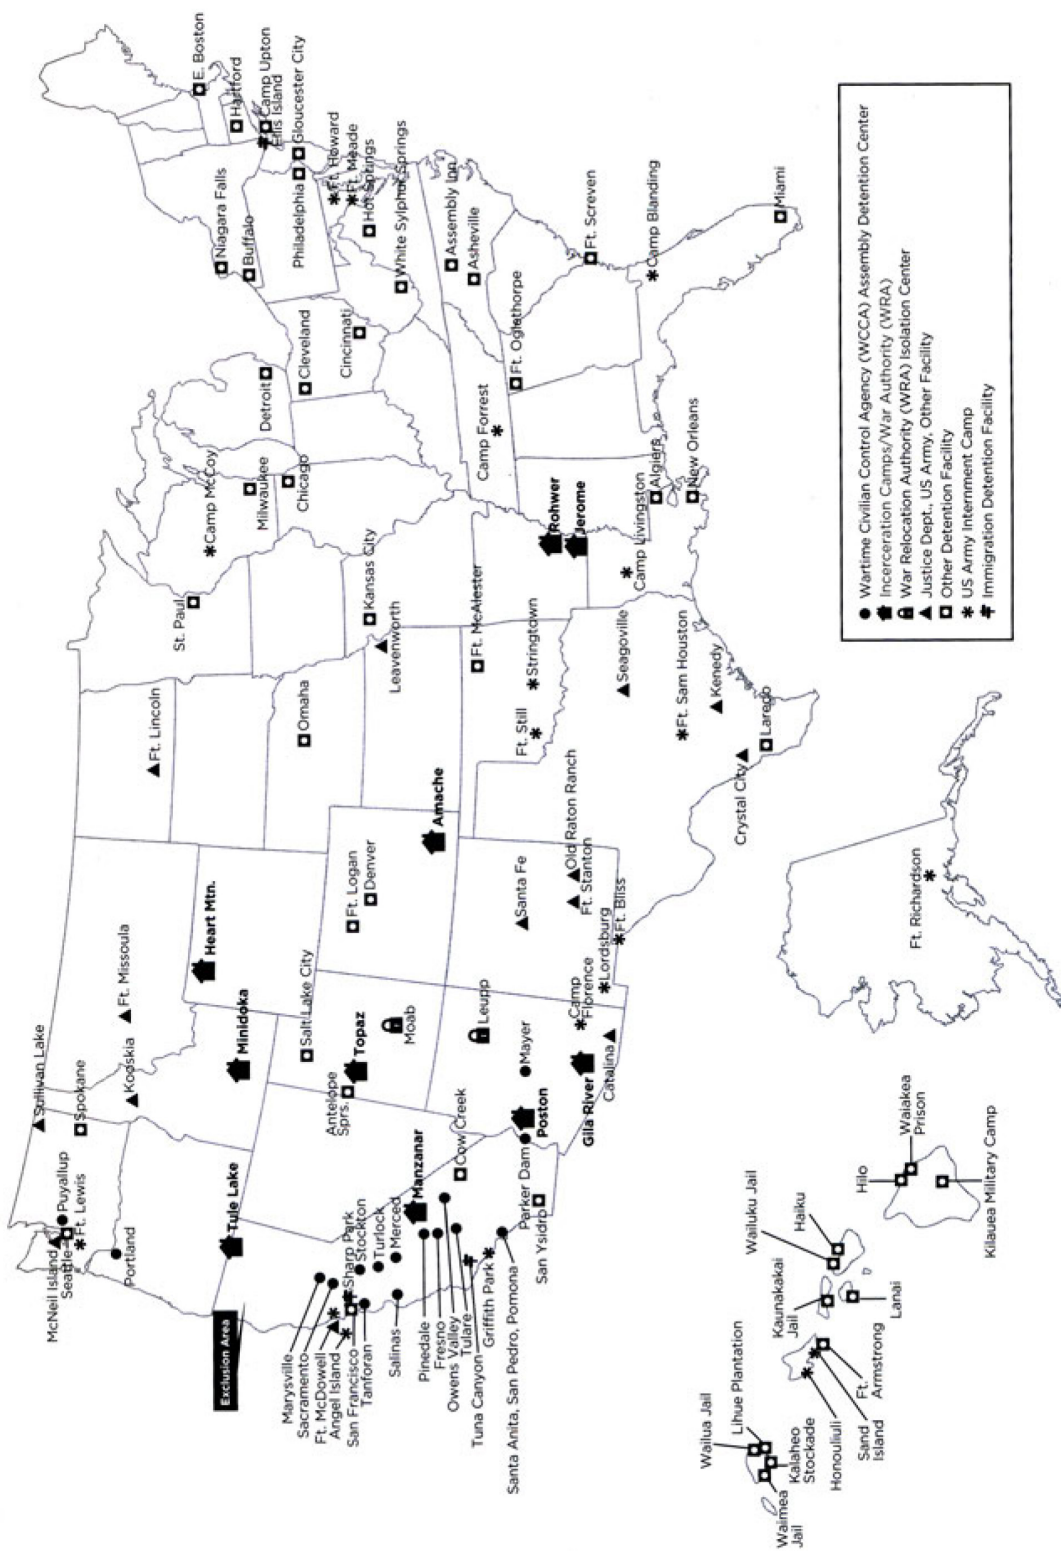 McNeil Island
Seattle
Puyallup
Ft. Lewis
Portland
Sullivan Lake
Spokane
Kooskia
Ft. Missoula
Ft. Lincoln
St. Paul
Camp McCoy
Milwaukee
Chicago
Detroit
Cleveland
Cincinnati
Niagara Falls
Buffalo
E. Boston
Hartford
Camp Upton
Ellis Island
Gloucester City
Philadelphia
Ft. Howard
Ft. Meade
Hot Springs
White Sylphur Springs
Assembly Inn
Asheville
Ft. Screven
Camp Blanding
Miami
Ft. Oglethorpe
Camp Forrest
Algiers
New Orleans
Camp Livingston
Rohwer
Jerome
Kansas City
Leavenworth
Ft. McAlester
Stringtown
Ft. Still
Seagoville
Ft. Sam Houston
Kenedy
Laredo
Crystal City
Omaha
Amache
Ft. Logan
Denver
Santa Fe
Old Raton Ranch
Ft. Stanton
Ft. Bliss
Lordsburg
Camp
Florence
Catalina
Gila River
Mayer
Poston
Parker Dam
Leupp
Moab
Topaz
Antelope
Sprs.
Salt Lake City
Heart Mtn.
Minidoka
Tule Lake
Exclusion Area
Marysville
Sacramento
Ft. McDowell
Angel Island
San Francisco
Tanforan
Sharp Park
Stockton
Turlock
Merced
Salinas
Manzanar
Pinedale
Fresno
Owens Valley
Tulare
Tuna Canyon
Griffith Park
Santa Anita, San Pedro, Pomona
Cow Creek
San Ysidro
Wailua Jail
Lihue Plantation
Waimea
Jail
Kalaheo
Stockade
Honouliuli
Sand
Island
Ft.
Armstrong
Kaunakakai
Jail
Lanai
Wailuku Jail
Haiku
Hilo
Waiakea
Prison
Kilauea Military Camp
Ft. Richardson
Wartime Civilian Control Agency (WCCA) Assembly Detention Center
Incerceration Camps/War Authority (WRA)
War Relocation Authority (WRA) Isolation Center
Justice Dept., US Army, Other Facility
Other Detention Facility
US Army Internment Camp
Immigration Detention Facility